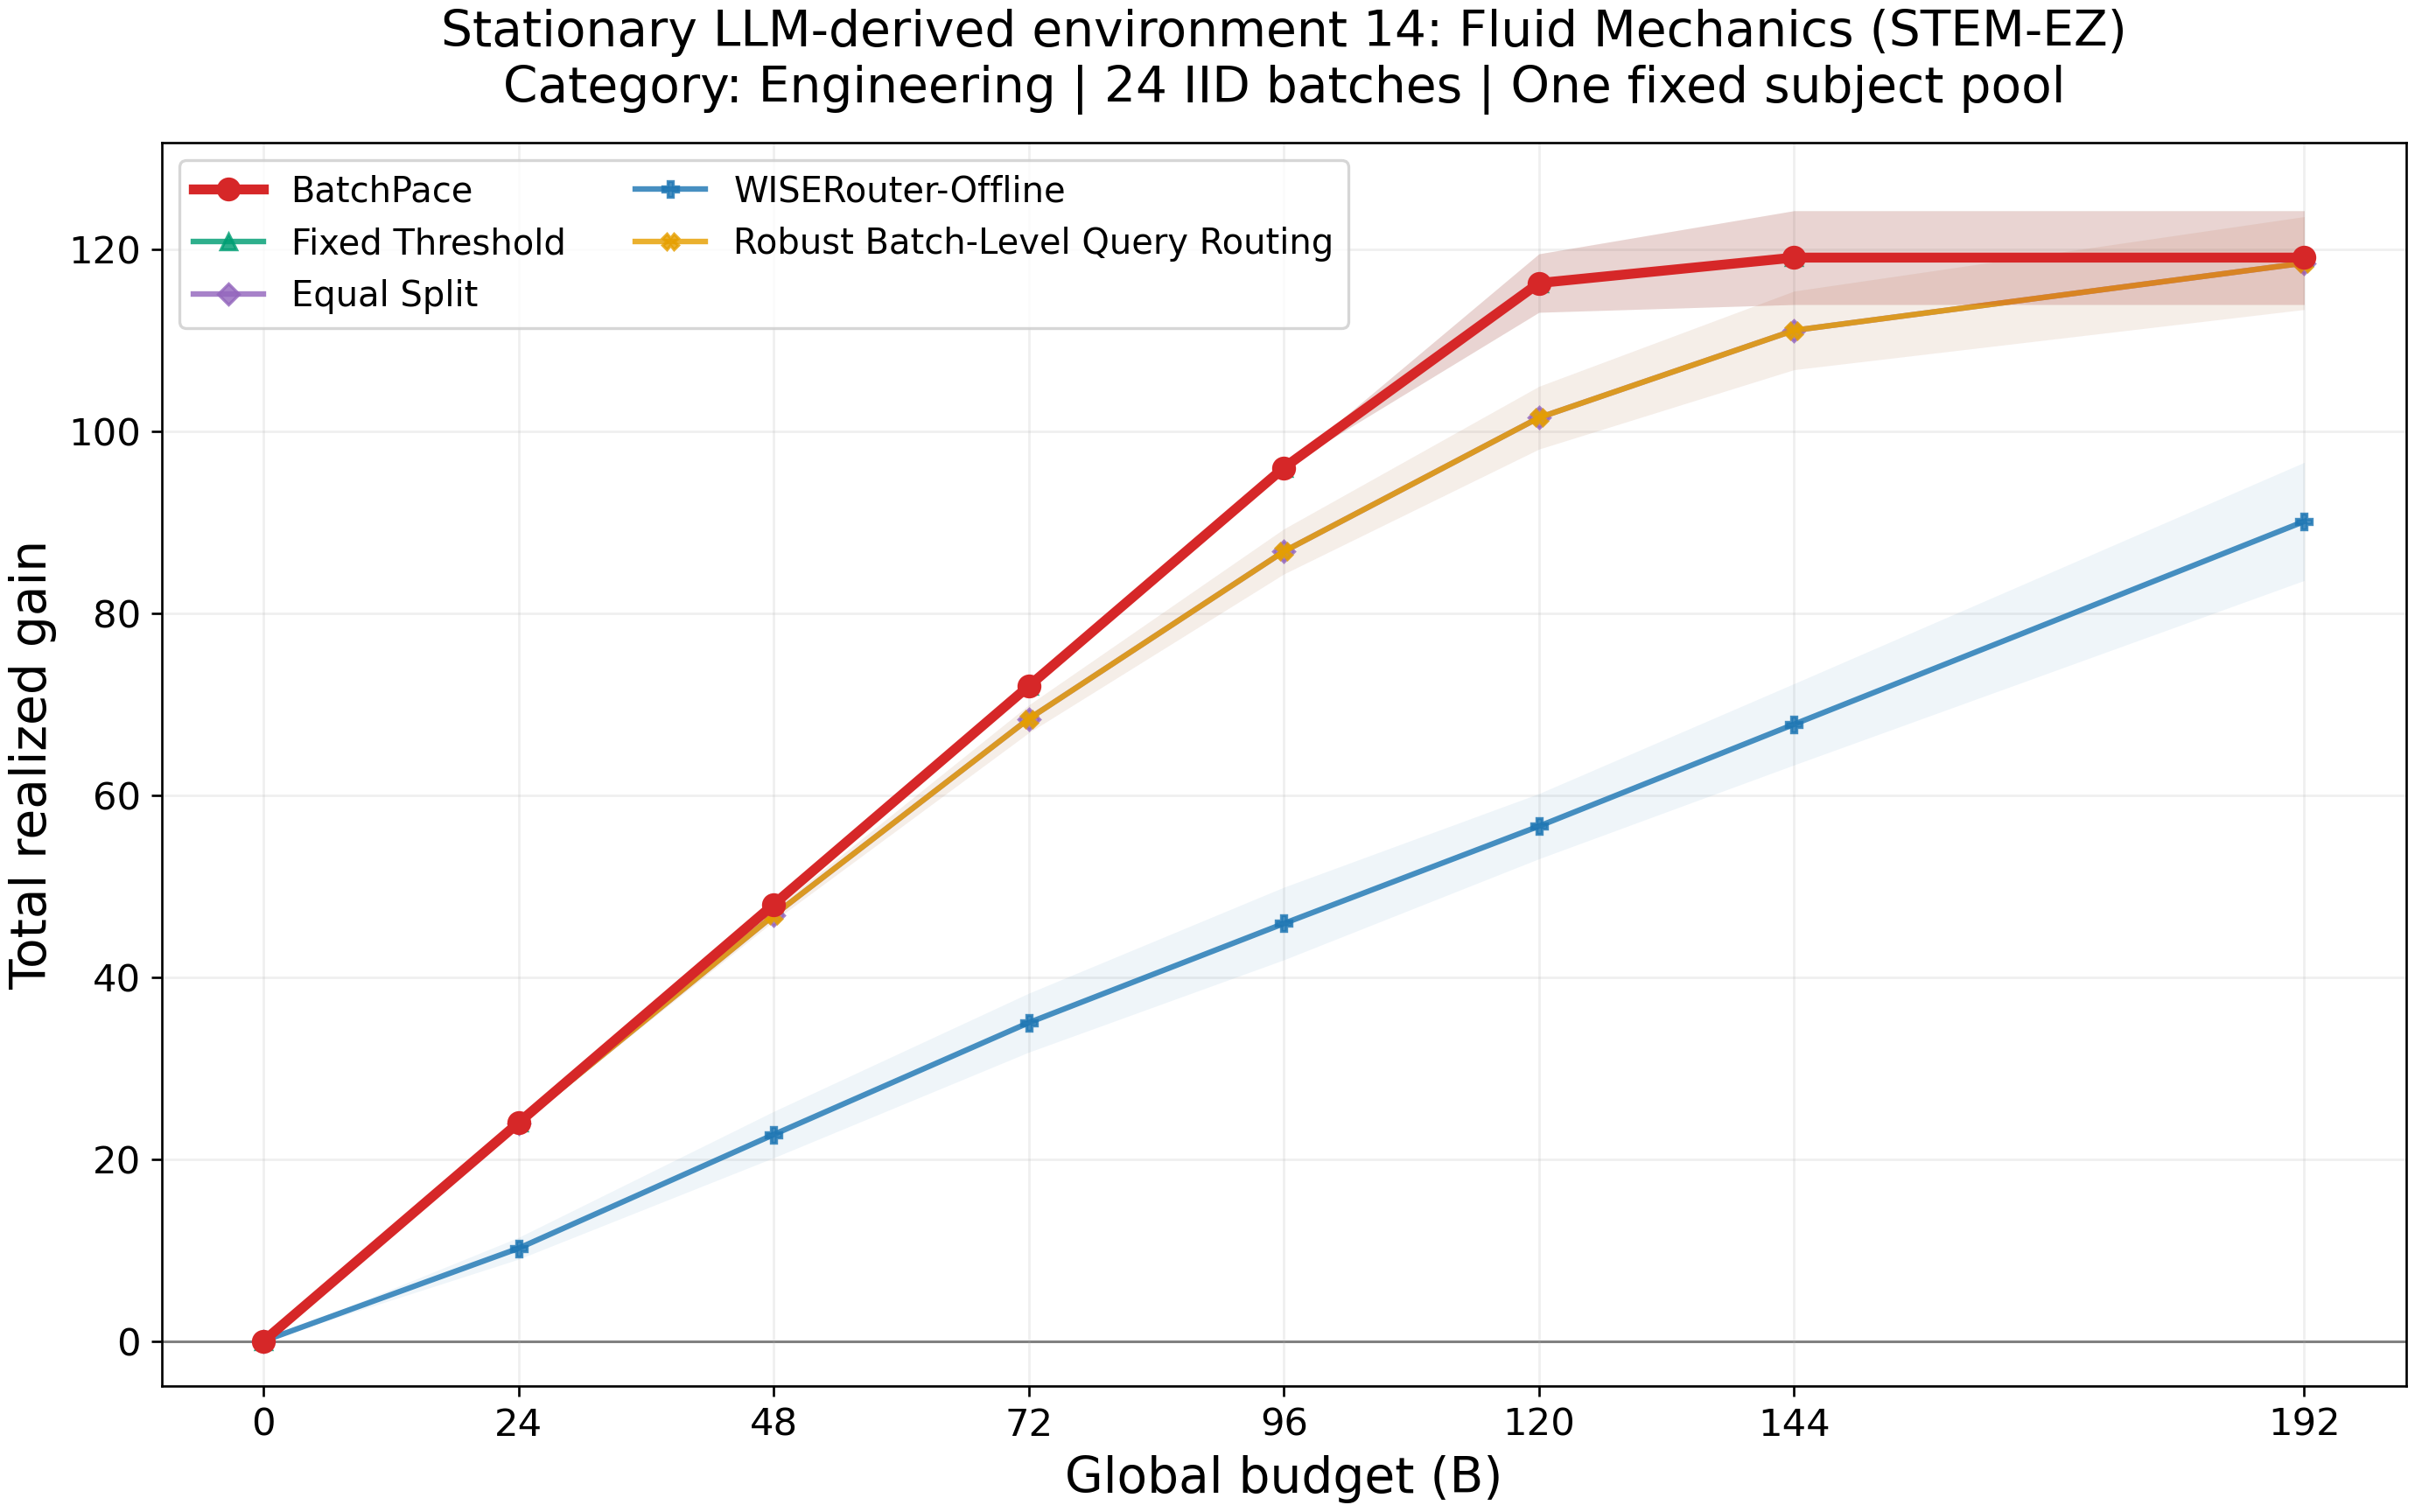 Stationary LLM-derived environment 14: Fluid Mechanics (STEM-EZ)
Category: Engineering | 24 IID batches | One fixed subject pool
BatchPace
Fixed Threshold
Equal Split
WISERouter-Offline
Robust Batch-Level Query Routing
Total realized gain
120
100
80
60
40
20
0
0 24 48 72 96 120 144 192
Global budget (B)